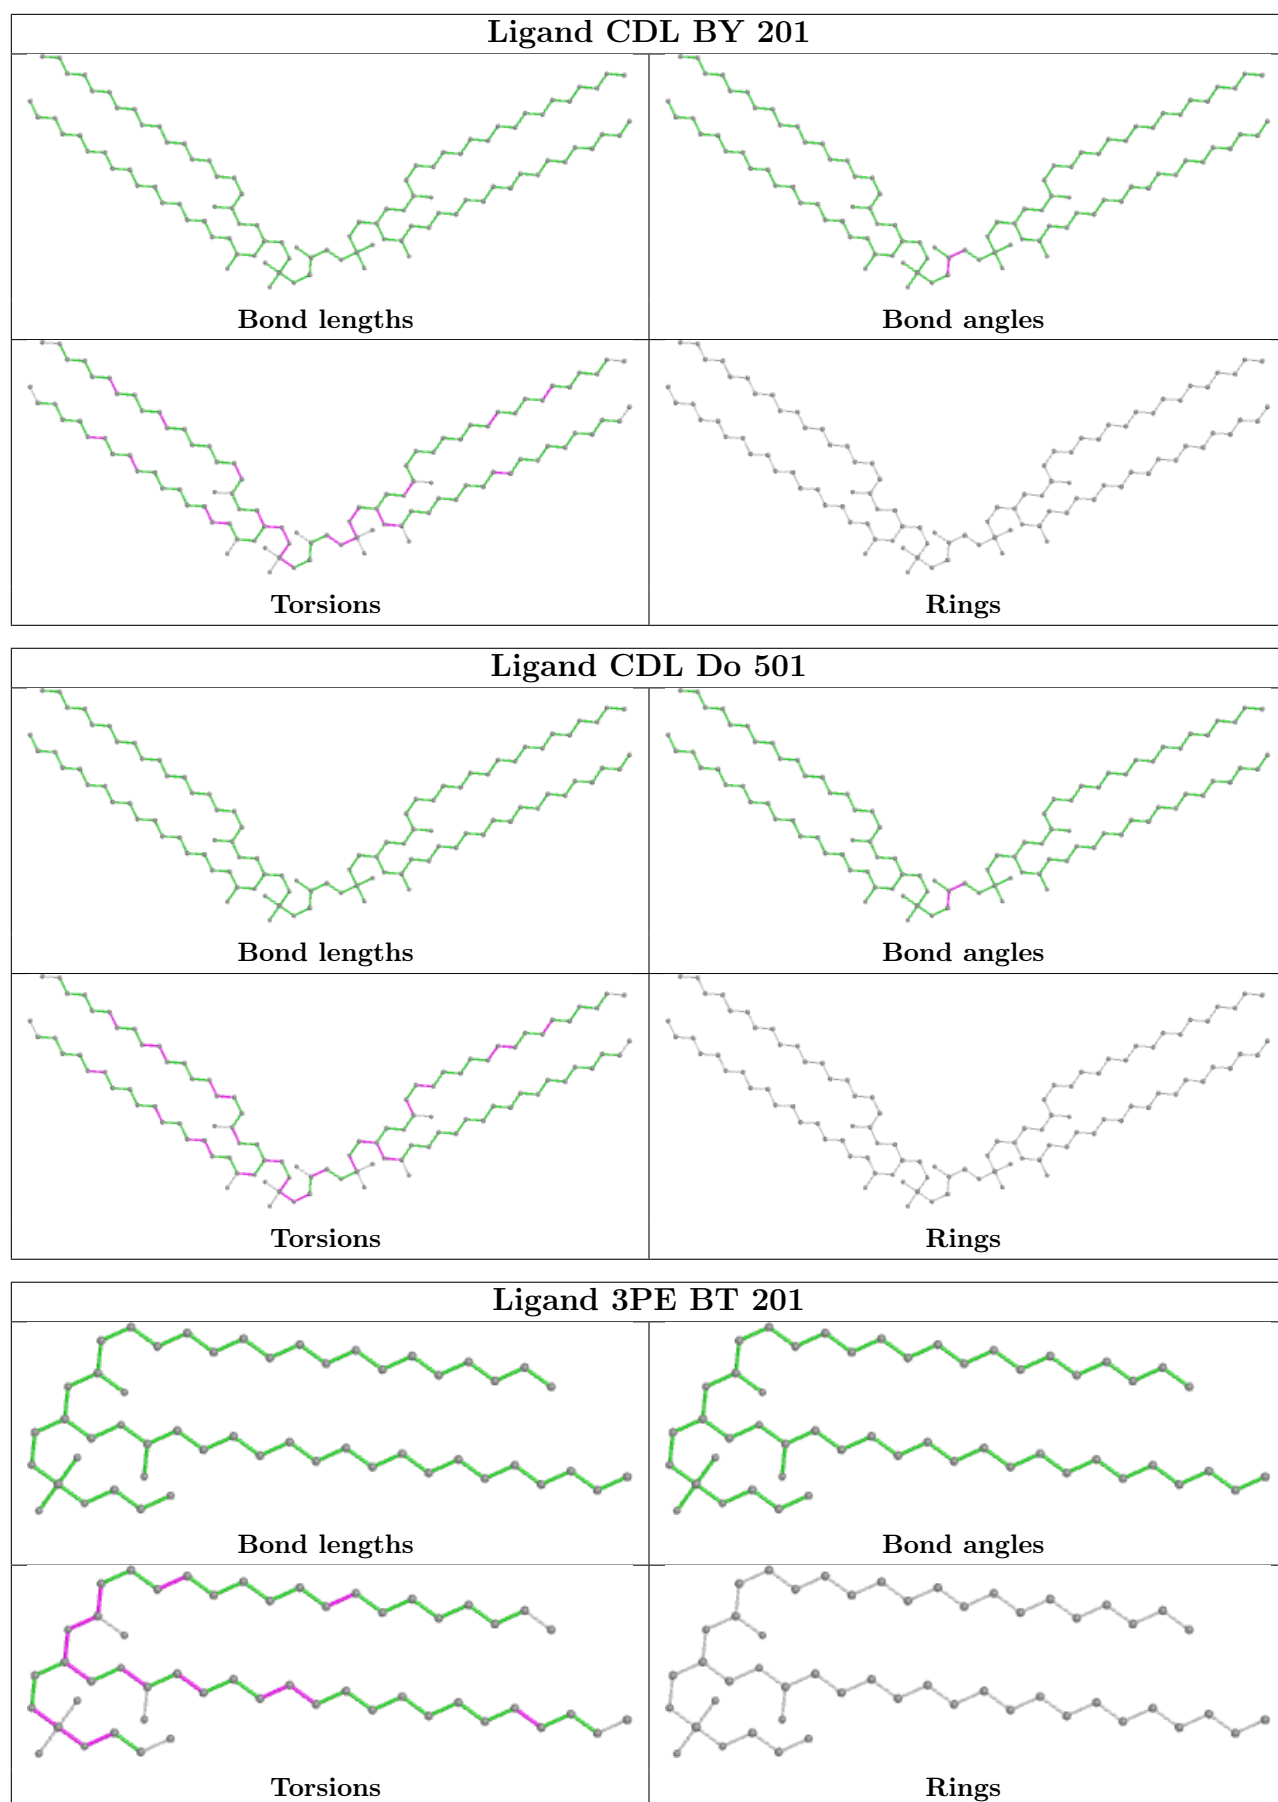 Ligand CDL BY 201
Bond lengths
Bond angles
Torsions
Rings
Ligand CDL Do 501
Bond lengths
Bond angles
Torsions
Rings
Ligand 3PE BT 201
Bond lengths
Bond angles
Torsions
Rings